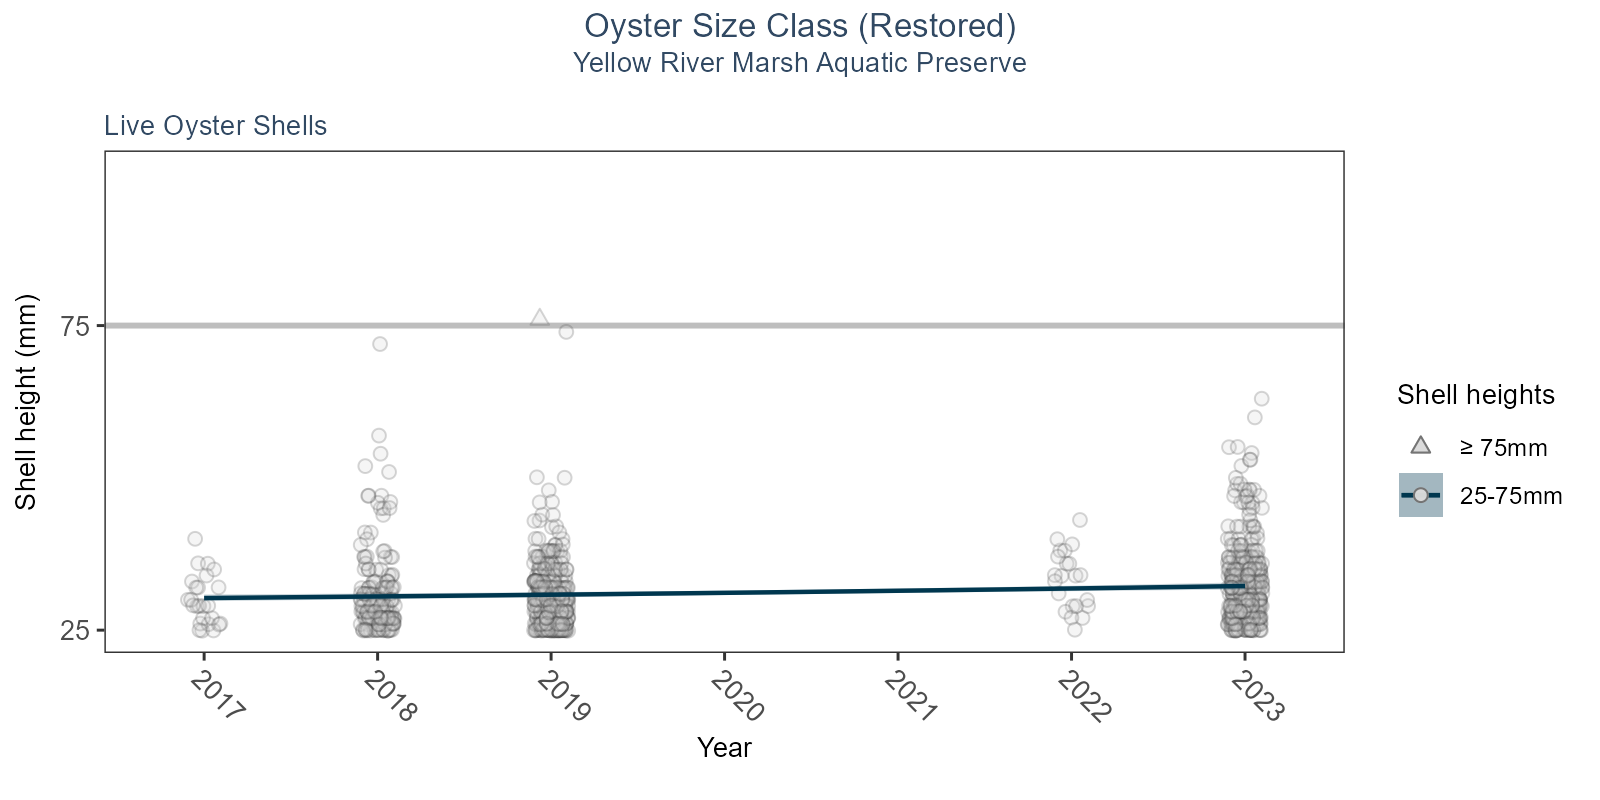 Oyster Size Class (Restored)
Yellow River Marsh Aquatic Preserve
Live Oyster Shells
Shell height (mm)
75
25
2017
2018
2019
2020
2021
2022
2023
Year
Shell heights
≥ 75mm
25-75mm